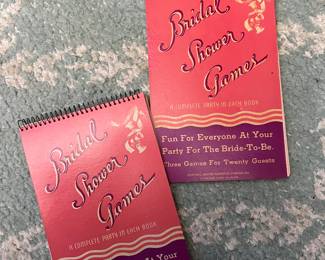 Bridal
Shower
Games
A COMPLETE PARTY IN EACH BOOK
Fun For Everyone At Your
Party For The Bride-To-Be.
Three Games For Twenty Guests
Bridal
Shower
Games
A COMPLETE PARTY IN EACH BOOK
At Your